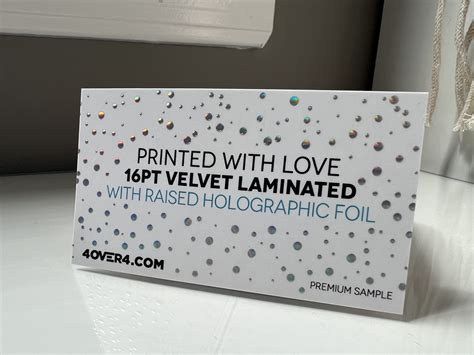 PRINTED WITH LOVE
16PT VELVET LAMINATED
WITH RAISED HOLOGRAPHIC FOIL
4OVER4.COM
PREMIUM SAMPLE